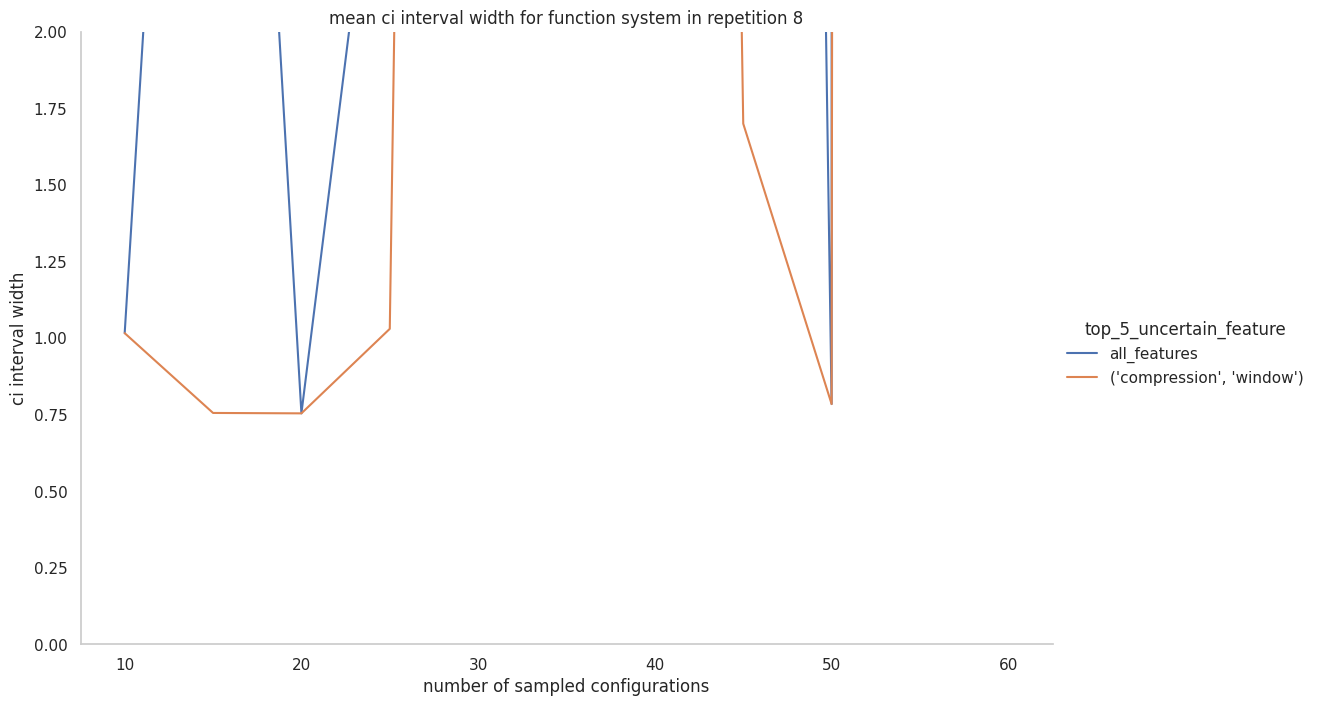 mean ci interval width for function system in repetition 8
2.00
1.75
1.50
1.25
1.00
0.75
0.50
0.25
0.00
ci interval width
10 20 30 40 50 60
number of sampled configurations
top_5_uncertain_feature
all_features
('compression', 'window')